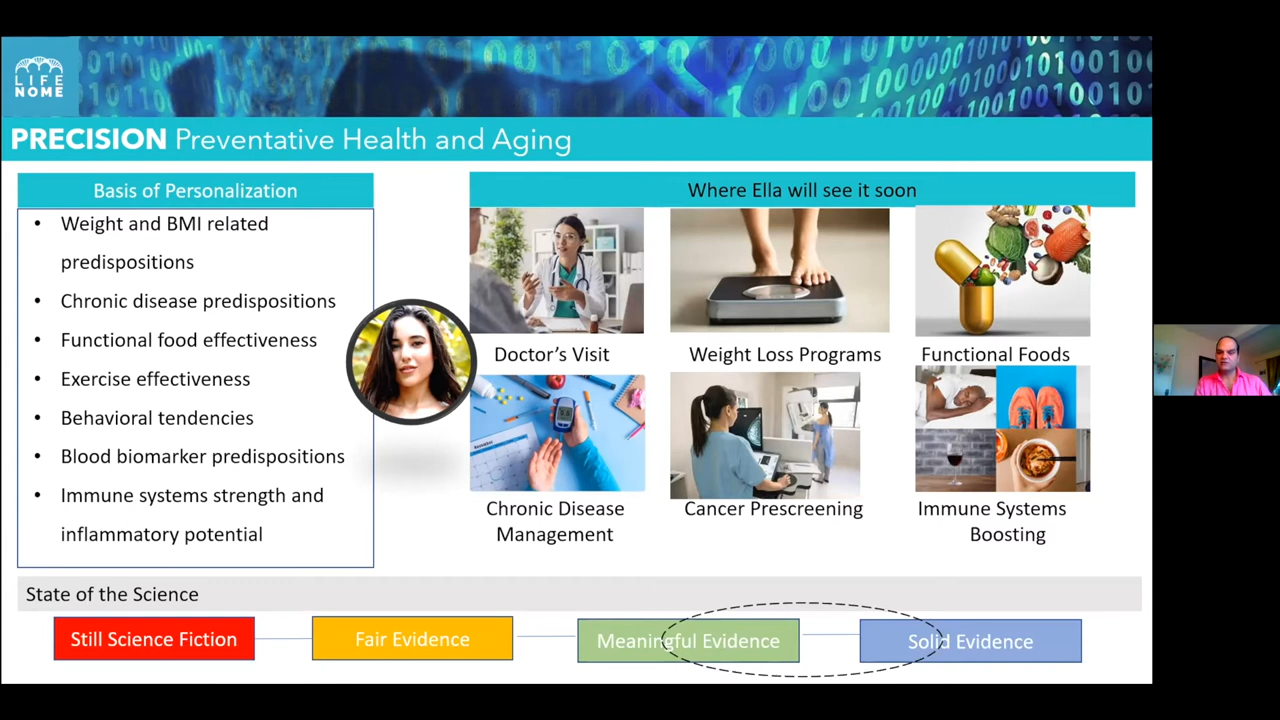 LIFE
NOME
PRECISION Preventative Health and Aging
Basis of Personalization
• Weight and BMI related
predispositions
• Chronic disease predispositions
• Functional food effectiveness
• Exercise effectiveness
• Behavioral tendencies
• Blood biomarker predispositions
• Immune systems strength and
inflammatory potential
Where Ella will see it soon
Doctor's Visit
Weight Loss Programs
Functional Foods
Chronic Disease
Management
Cancer Prescreening
Immune Systems
Boosting
State of the Science
Still Science Fiction
Fair Evidence
Meaningful Evidence
Solid Evidence